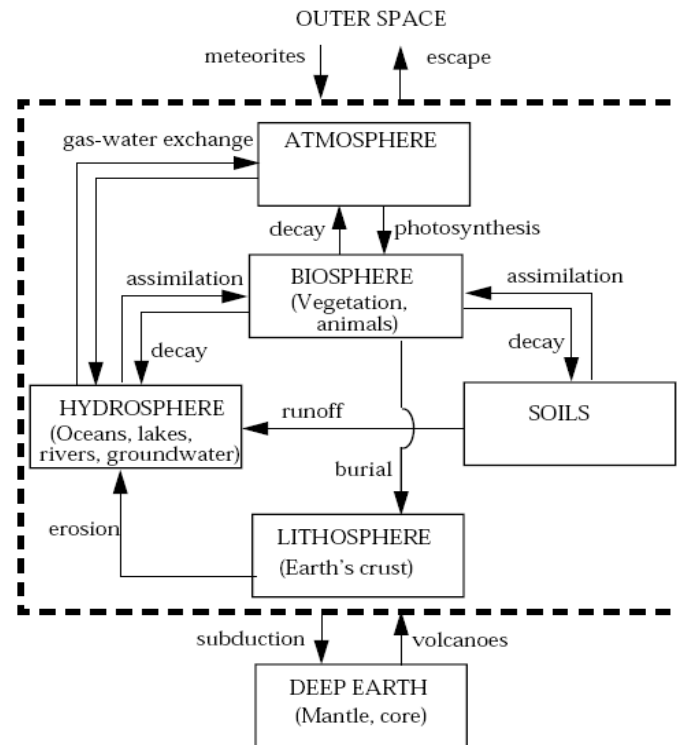 OUTER SPACE
meteorites
escape
gas-water exchange
ATMOSPHERE
decay
photosynthesis
assimilation
BIOSPHERE
(Vegetation,
animals)
assimilation
decay
decay
HYDROSPHERE
(Oceans, lakes,
rivers, groundwater)
runoff
SOILS
burial
erosion
LITHOSPHERE
(Earth's crust)
subduction
volcanoes
DEEP EARTH
(Mantle, core)